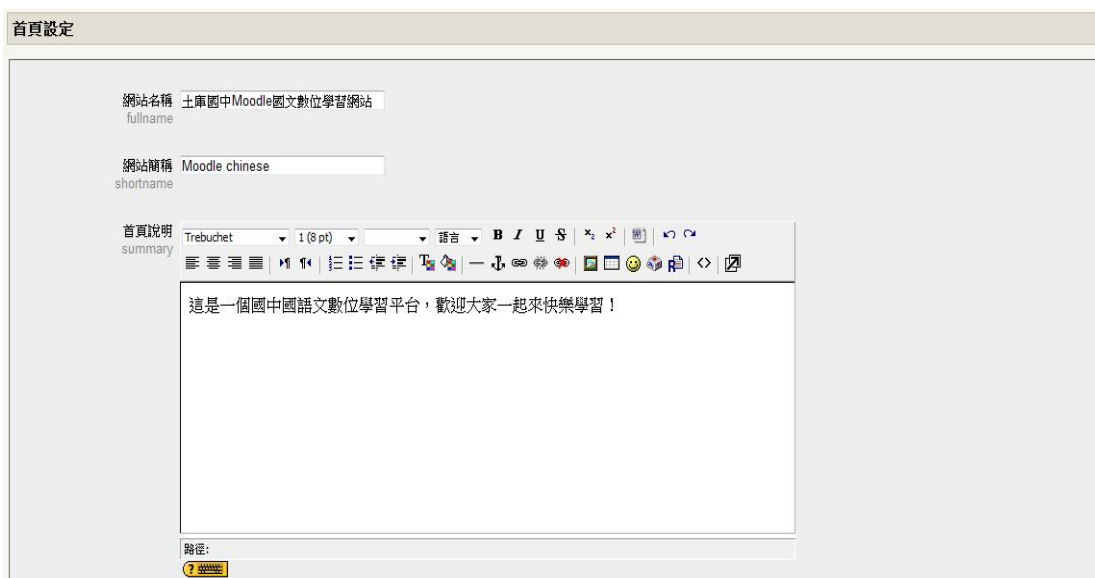 首頁設定
網站名稱 土庫國中Moodle國文數位學習網站
fullname
網站簡稱 Moodle chinese
shortname
首頁說明
summary
Trebuchet 1 (8 pt) 語言 B I U S x₂ x²
這是一個國中國語文數位學習平台，歡迎大家一起來快樂學習！
路徑:
?